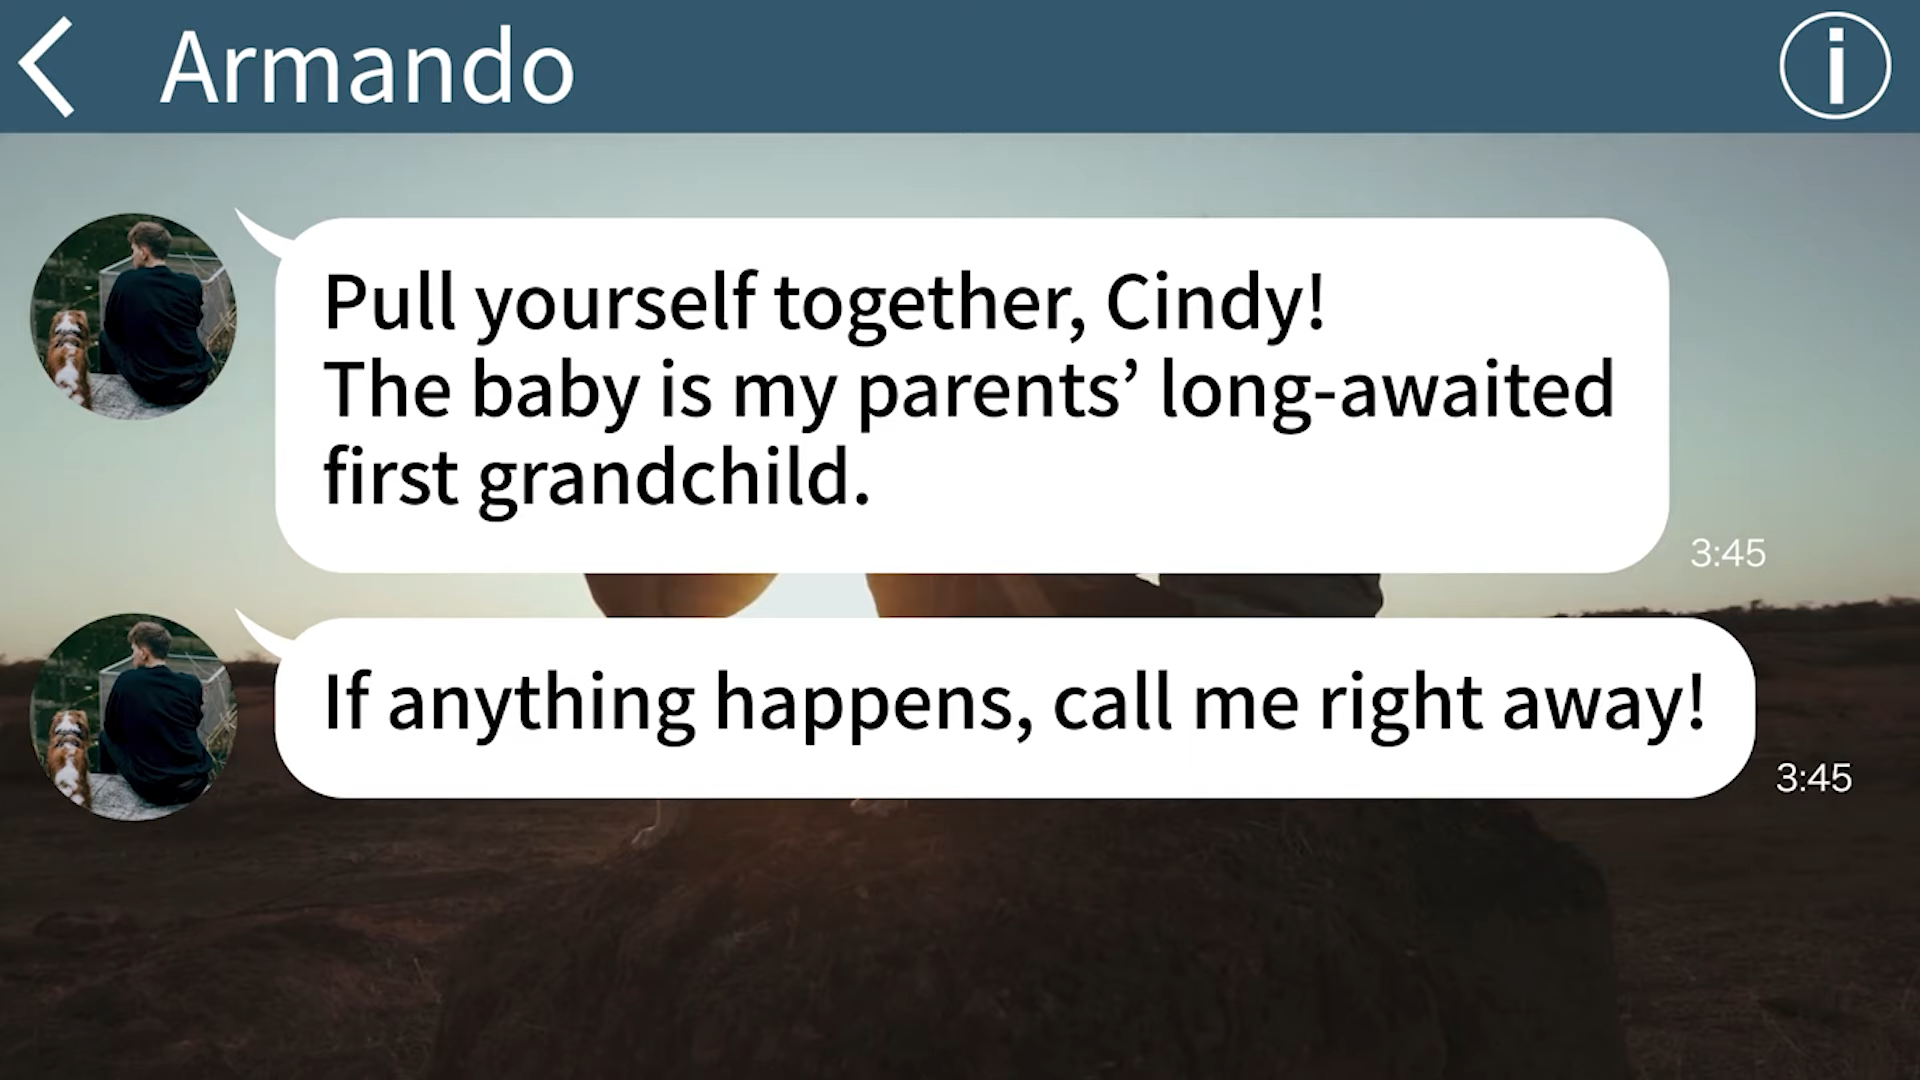 Armando
Pull yourself together, Cindy!
The baby is my parents’ long-awaited
first grandchild.
3:45
If anything happens, call me right away!
3:45